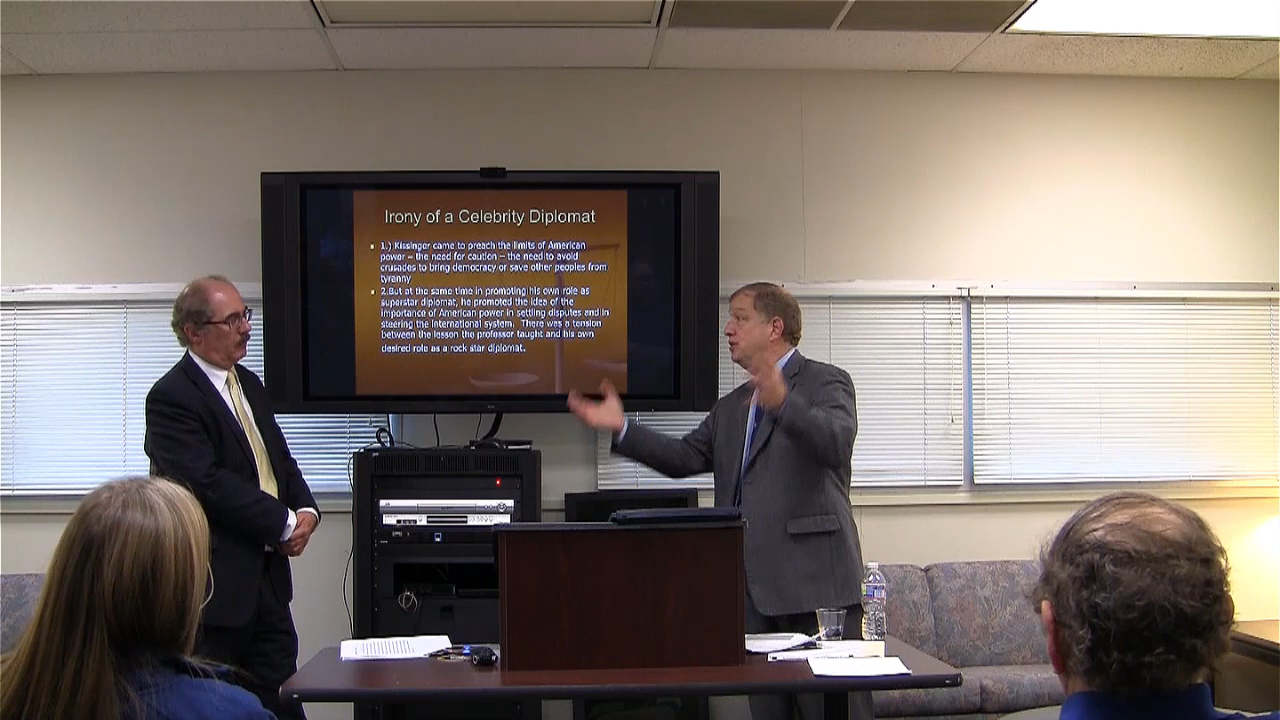 Irony of a Celebrity Diplomat
1.) Kissinger came to preach the limits of American
power – the need for caution – the need to avoid
crusades to bring democracy or save other peoples from
tyranny
2.But at the same time in promoting his own role as
superstar diplomat, he promoted the idea of the
importance of American power in settling disputes and in
steering the international system. There was a tension
between the lesson the professor taught and his own
desired role as a rock star diplomat.